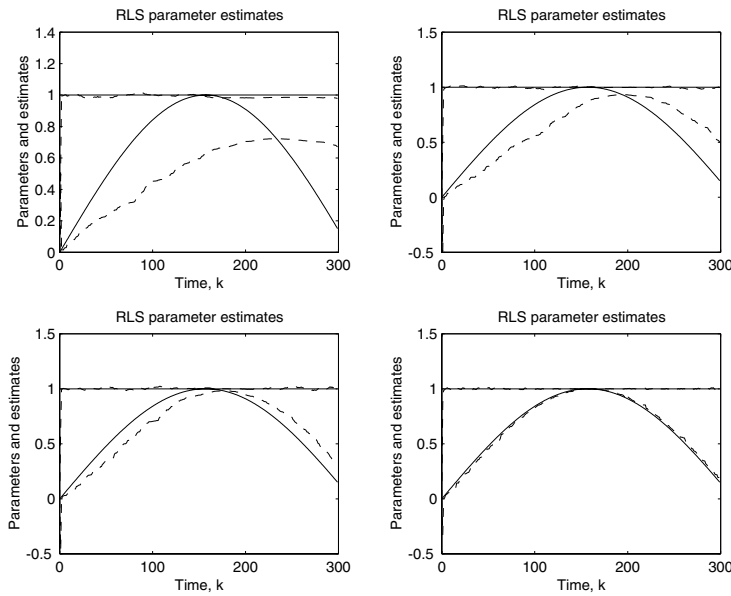 RLS parameter estimates
Parameters and estimates
1.4
1.2
1
0.8
0.6
0.4
0.2
0
0 100 200 300
Time, k
RLS parameter estimates
Parameters and estimates
1.5
1
0.5
0
-0.5
0 100 200 300
Time, k
RLS parameter estimates
Parameters and estimates
1.5
1
0.5
0
-0.5
0 100 200 300
Time, k
RLS parameter estimates
Parameters and estimates
1.5
1
0.5
0
-0.5
0 100 200 300
Time, k